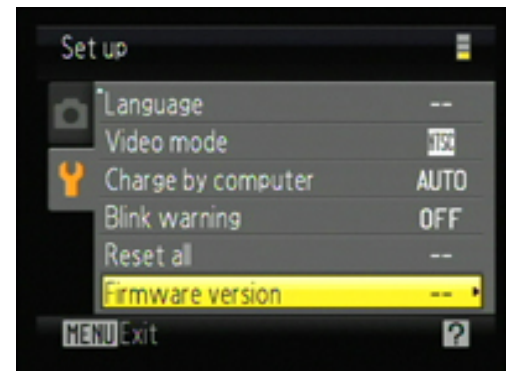 Set up
Language --
Video mode NTSC
Charge by computer AUTO
Blink warning OFF
Reset all --
Firmware version --
MENU Exit ?